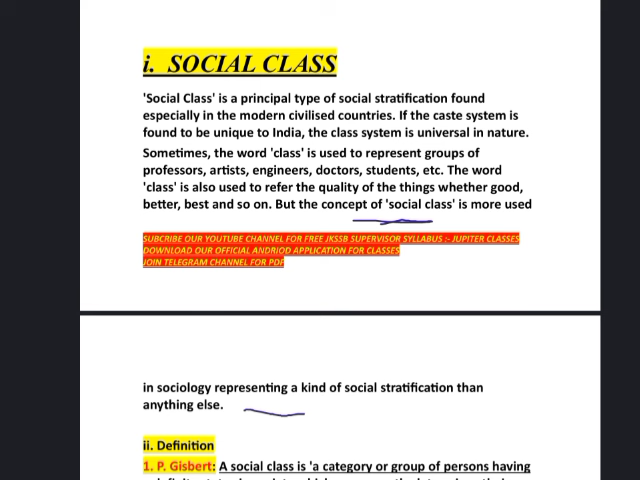 i. SOCIAL CLASS
'Social Class' is a principal type of social stratification found
especially in the modern civilised countries. If the caste system is
found to be unique to India, the class system is universal in nature.
Sometimes, the word 'class' is used to represent groups of
professors, artists, engineers, doctors, students, etc. The word
'class' is also used to refer the quality of the things whether good,
better, best and so on. But the concept of 'social class' is more used
SUBCRIBE OUR YOUTUBE CHANNEL FOR FREE JKSSB SUPERVISOR SYLLABUS :- JUPITER CLASSES
DOWNLOAD OUR OFFICIAL ANDRIOD APPLICATION FOR CLASSES
JOIN TELEGRAM CHANNEL FOR PDF
in sociology representing a kind of social stratification than
anything else.
ii. Definition
1. P. Gisbert: A social class is 'a category or group of persons having